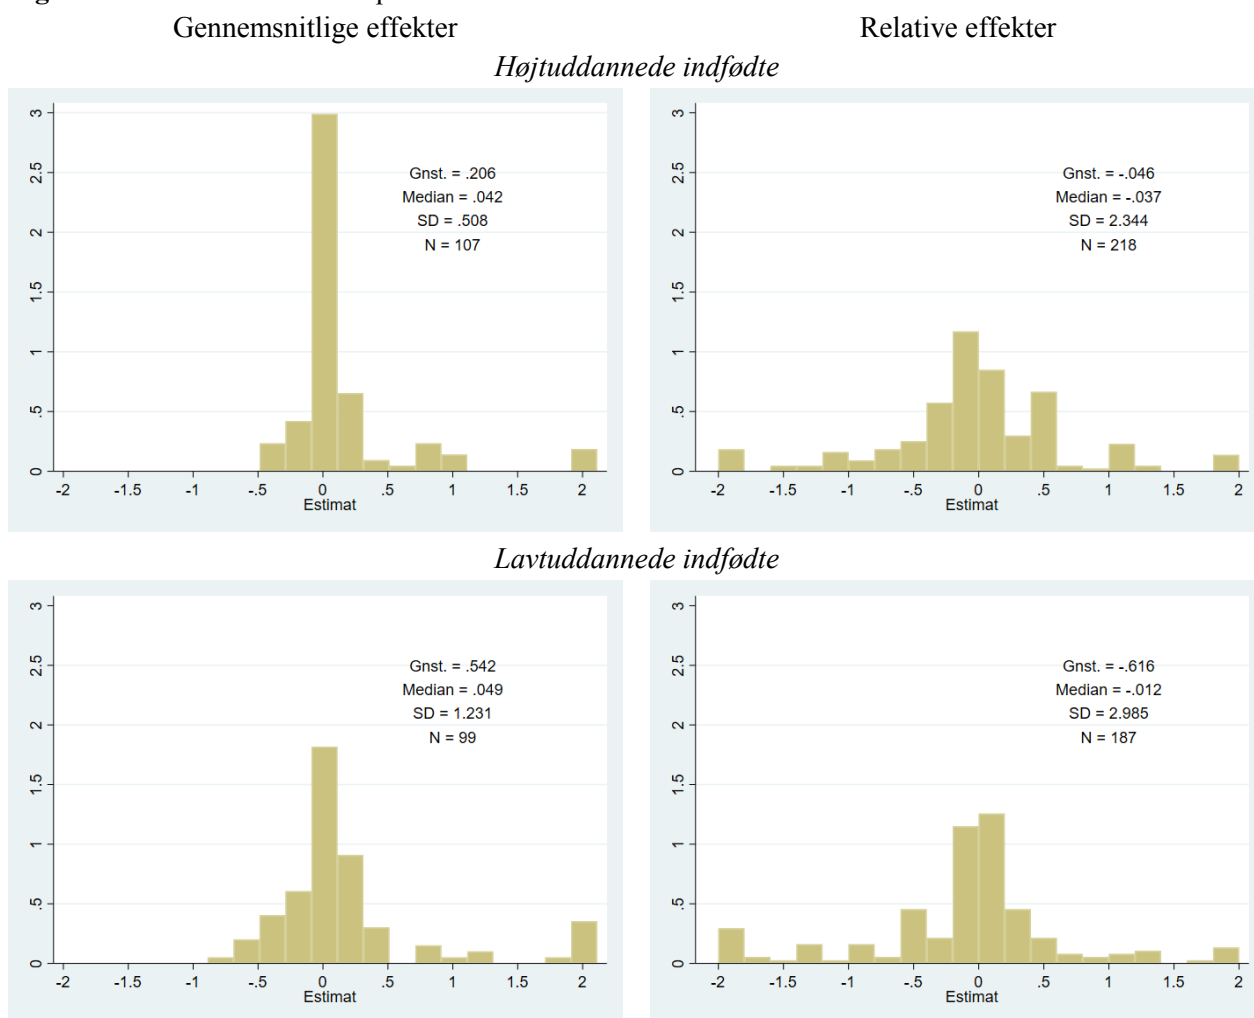 Gennemsnitlige effekter Relative effekter
Højtuddannede indfødte
3
2.5
2
1.5
1
.5
0
Gnst. = .206
Median = .042
SD = .508
N = 107
-2 -1.5 -1 -.5 0 .5 1 1.5 2
Estimat
3
2.5
2
1.5
1
.5
0
Gnst. = -.046
Median = -.037
SD = 2.344
N = 218
-2 -1.5 -1 -.5 0 .5 1 1.5 2
Estimat
Lavtuddannede indfødte
3
2.5
2
1.5
1
.5
0
Gnst. = .542
Median = .049
SD = 1.231
N = 99
-2 -1.5 -1 -.5 0 .5 1 1.5 2
Estimat
3
2.5
2
1.5
1
.5
0
Gnst. = -.616
Median = -.012
SD = 2.985
N = 187
-2 -1.5 -1 -.5 0 .5 1 1.5 2
Estimat